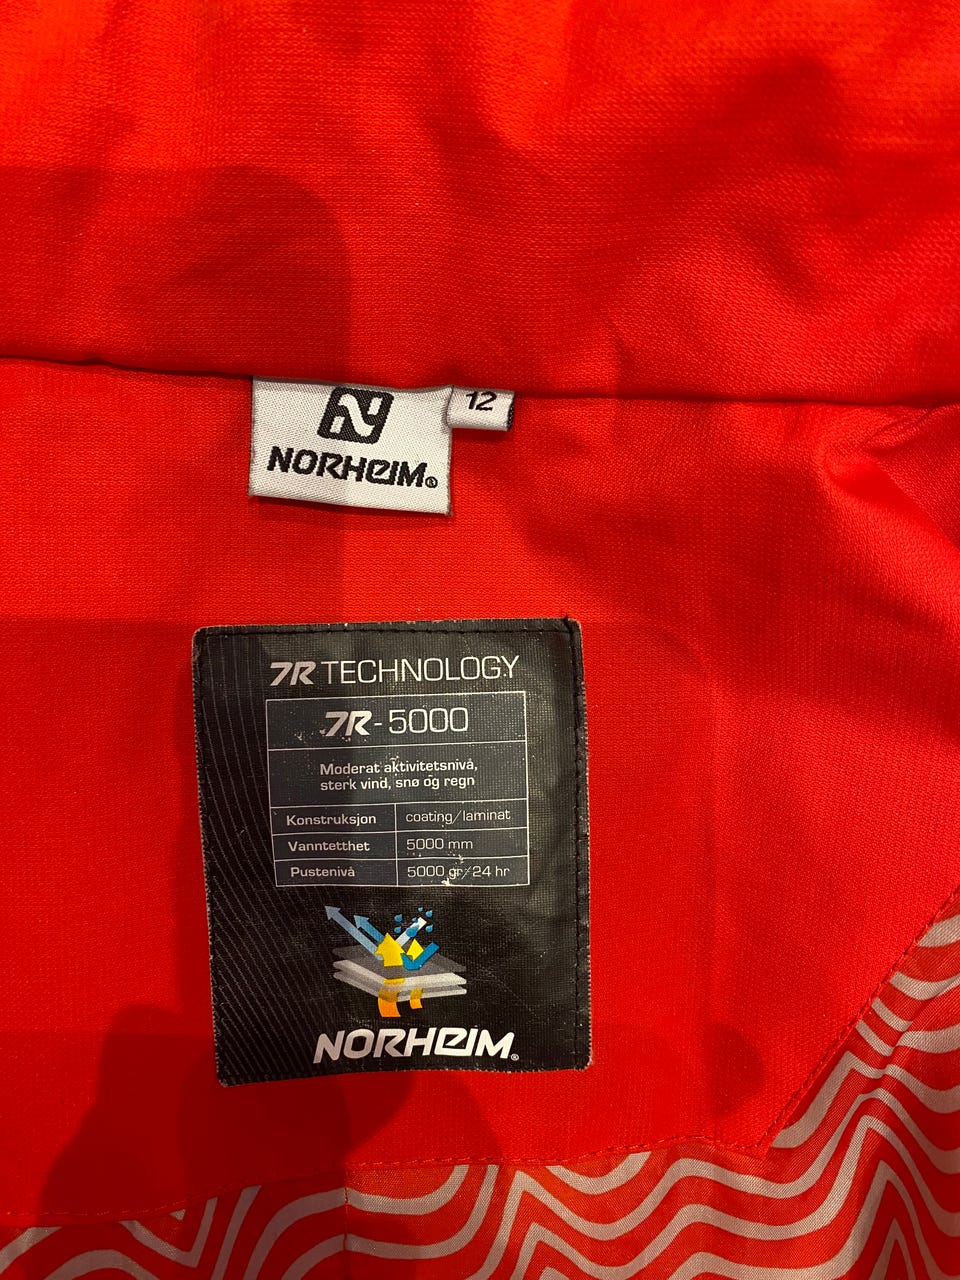 12
NORHEIM®
7R TECHNOLOGY
7R-5000
Moderat aktivitetsnivå,
sterk vind, snø og regn
Konstruksjon coating/laminat
Vanntetthet 5000 mm
Pustenivå 5000 gr/24 hr
NORHEIM®